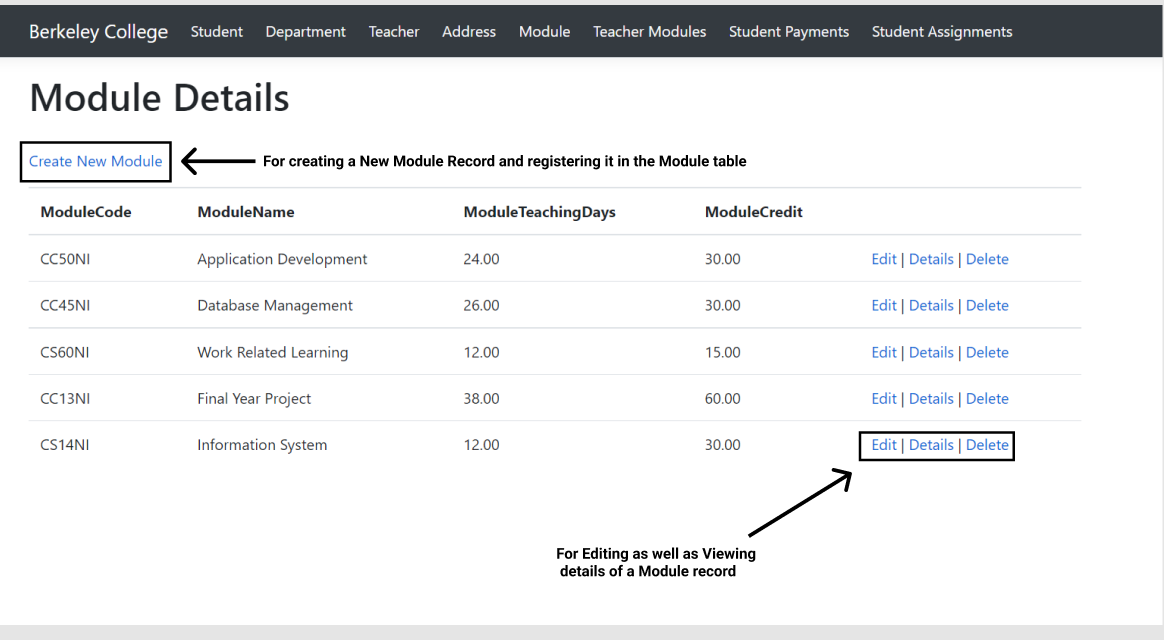 Berkeley College Student Department Teacher Address Module Teacher Modules Student Payments Student Assignments
Module Details
Create New Module For creating a New Module Record and registering it in the Module table
ModuleCode ModuleName ModuleTeachingDays ModuleCredit
CC50NI Application Development 24.00 30.00 Edit | Details | Delete
CC45NI Database Management 26.00 30.00 Edit | Details | Delete
CS60NI Work Related Learning 12.00 15.00 Edit | Details | Delete
CC13NI Final Year Project 38.00 60.00 Edit | Details | Delete
CS14NI Information System 12.00 30.00 Edit | Details | Delete
For Editing as well as Viewing
details of a Module record